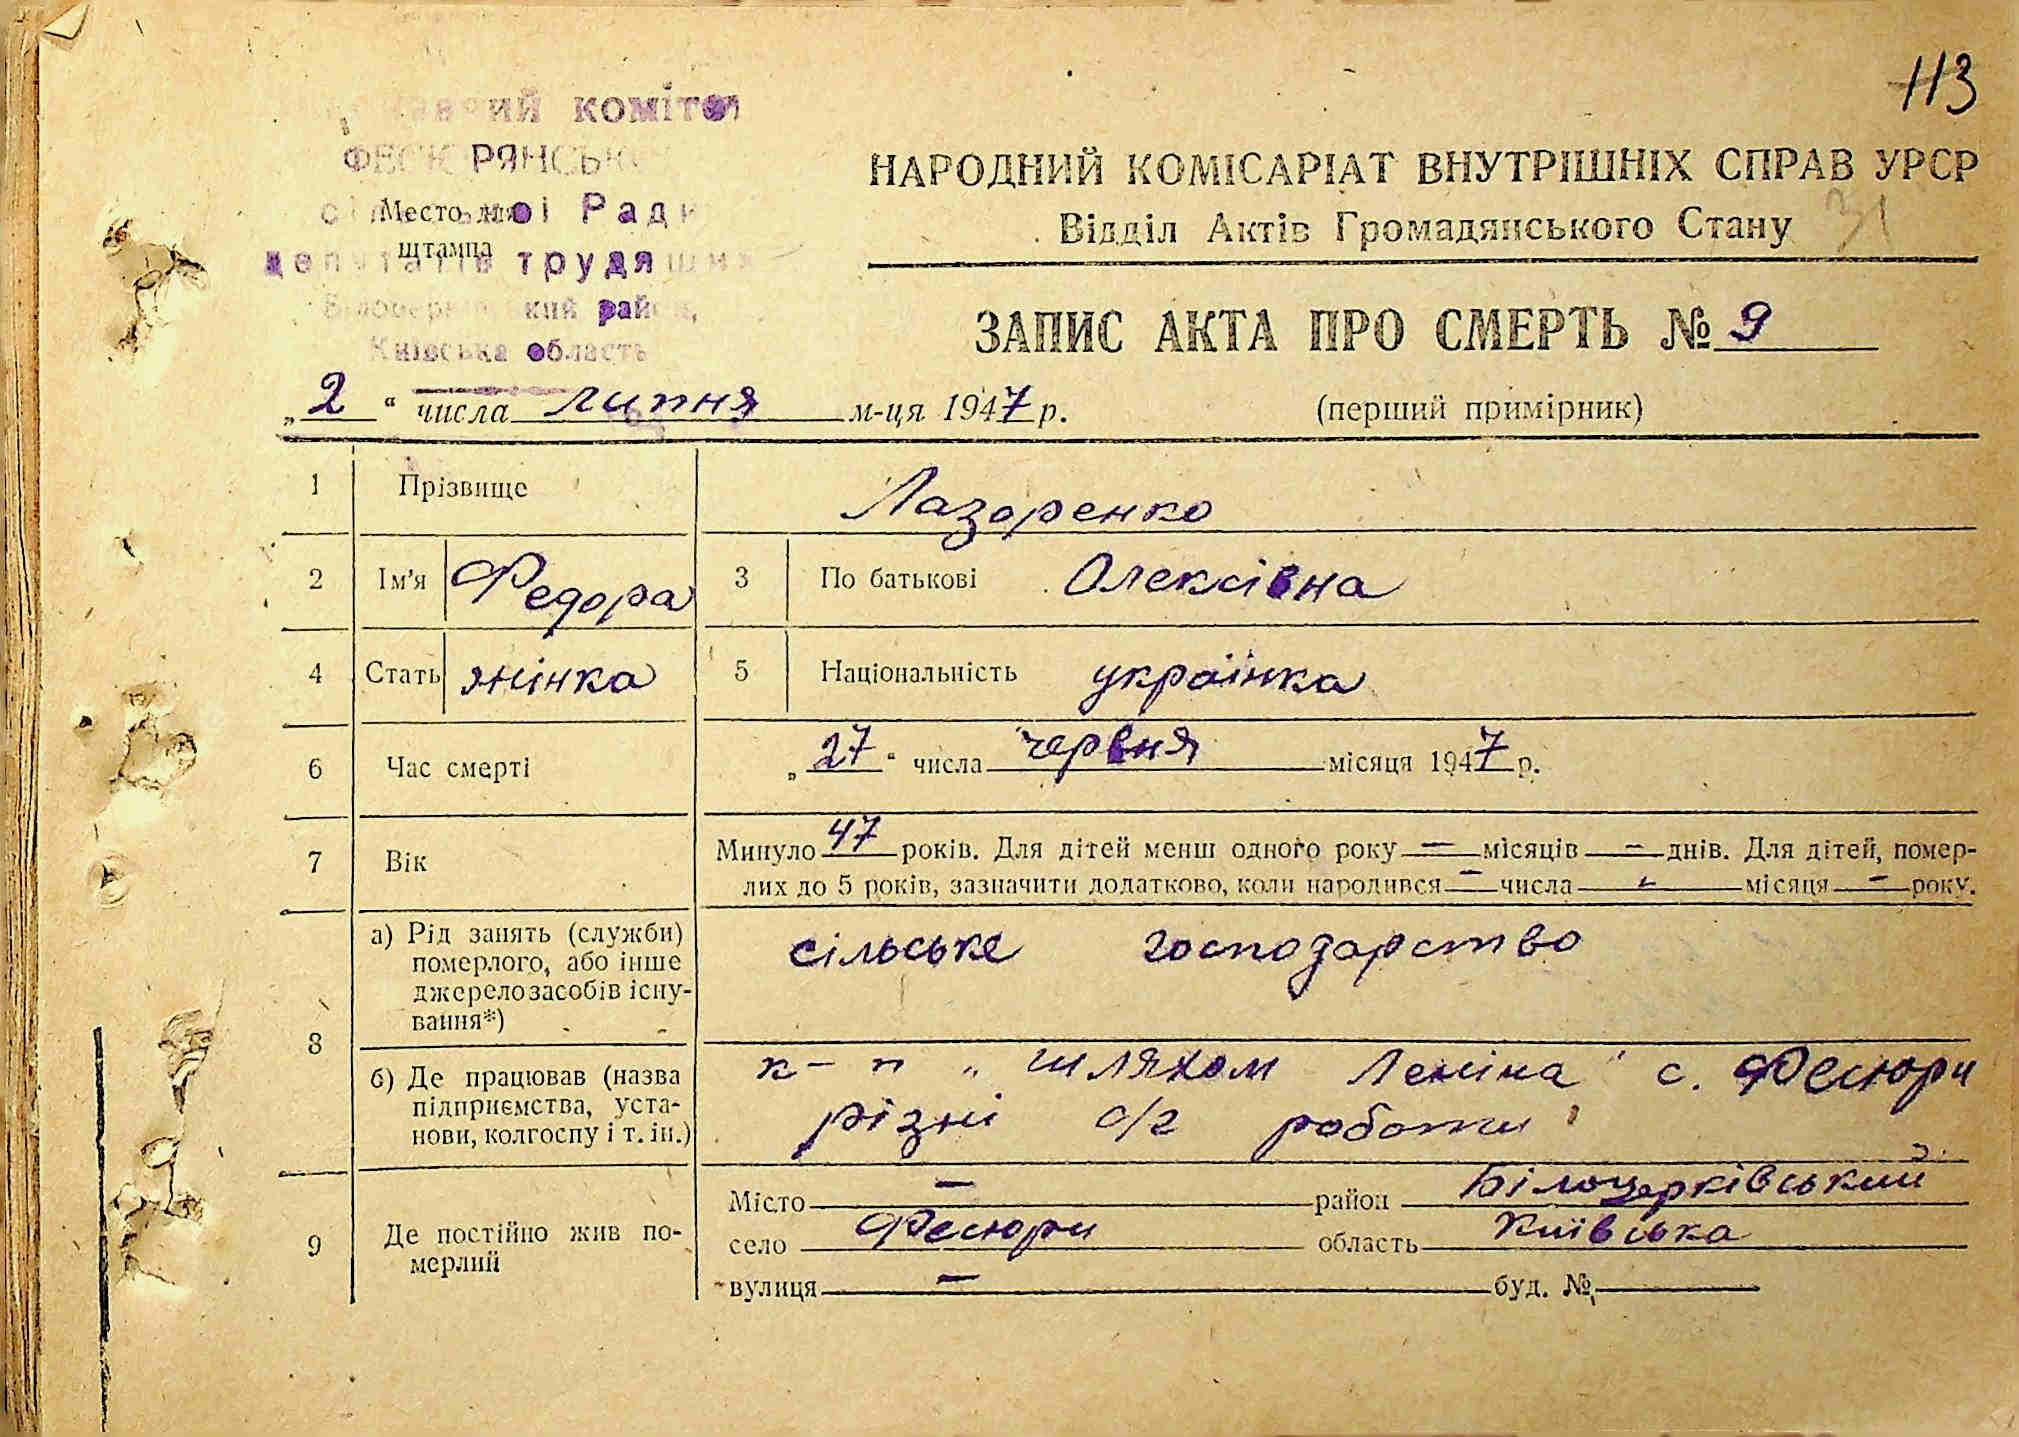 113
комітет
НАРОДНИЙ КОМІСАРІАТ ВНУТРІШНІХ СПРАВ УРСР
Відділ Актів Громадянського Стану 31
Место для
штампа
сільської Ради
депутатів трудящих
Білоцерківський район,
Київська область
ЗАПИС АКТА ПРО СМЕРТЬ № 9
„2“ числа липня м-ця 1947 р. (перший примірник)
1 Прізвище Лазоренко
2 Ім'я Федора 3 По батькові Олексівна
4 Стать жінка 5 Національність українка
6 Час смерті „27“ числа червня місяця 1947 р.
7 Вік Минуло 47 років. Для дітей менш одного року — місяців — днів. Для дітей, помер-
лих до 5 років, зазначити додатково, коли народився — числа — місяця — року.
8 а) Рід занять (служби)
померлого, або інше
джерело засобів існу-
вання*)
сільське господарство
б) Де працював (назва
підприємства, уста-
нови, колгоспу і т. ін.)
к-п „Шляхом Леніна" с. Фесюри
різні с/г роботи
9 Де постійно жив по-
мерлий
Місто — район Білоцерківський
село Фесюри область Київська
вулиця — буд. №